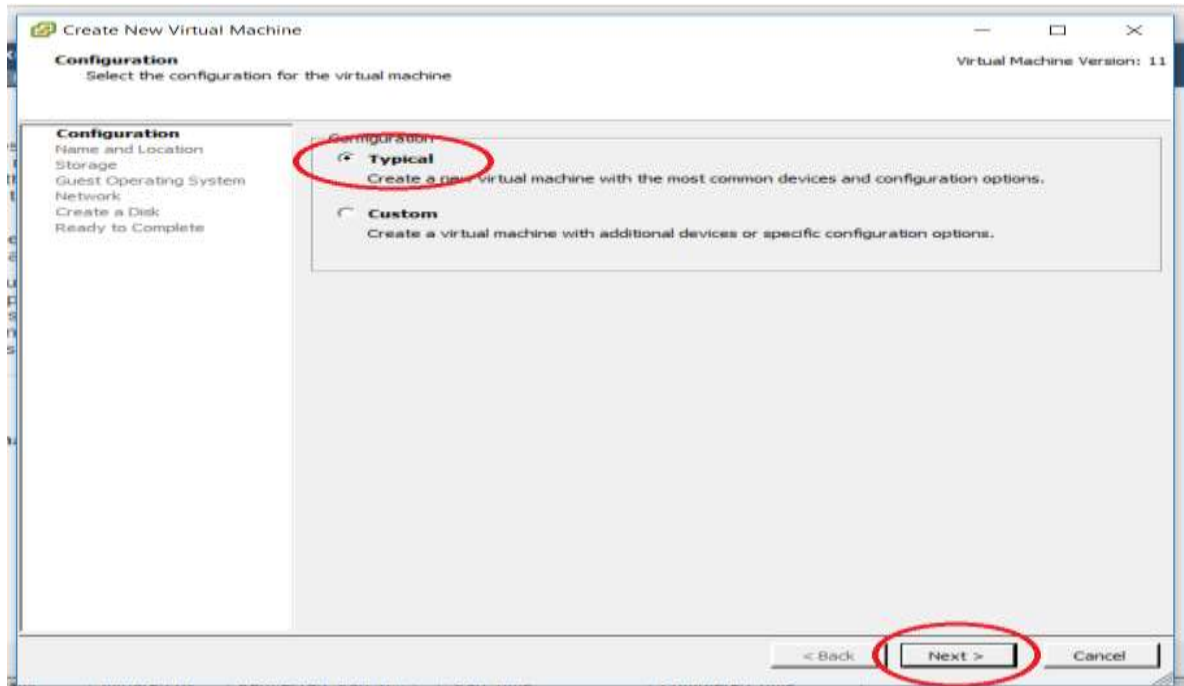 Create New Virtual Machine
Configuration
Select the configuration for the virtual machine
Virtual Machine Version: 11
Configuration
Name and Location
Storage
Guest Operating System
Network
Create a Disk
Ready to Complete
Configuration
Typical
Create a new virtual machine with the most common devices and configuration options.
Custom
Create a virtual machine with additional devices or specific configuration options.
< Back
Next >
Cancel